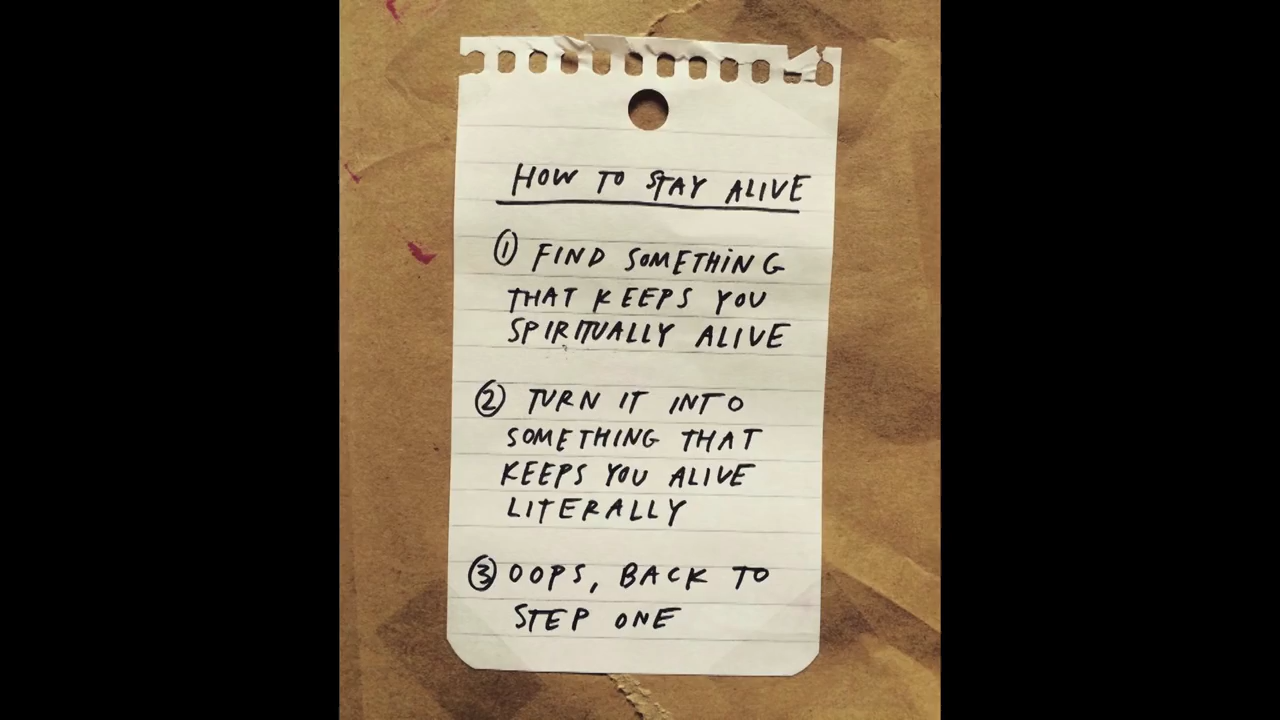 HOW TO STAY ALIVE
① FIND SOMETHING
THAT KEEPS YOU
SPIRITUALLY ALIVE
② TURN IT INTO
SOMETHING THAT
KEEPS YOU ALIVE
LITERALLY
③ OOPS, BACK TO
STEP ONE